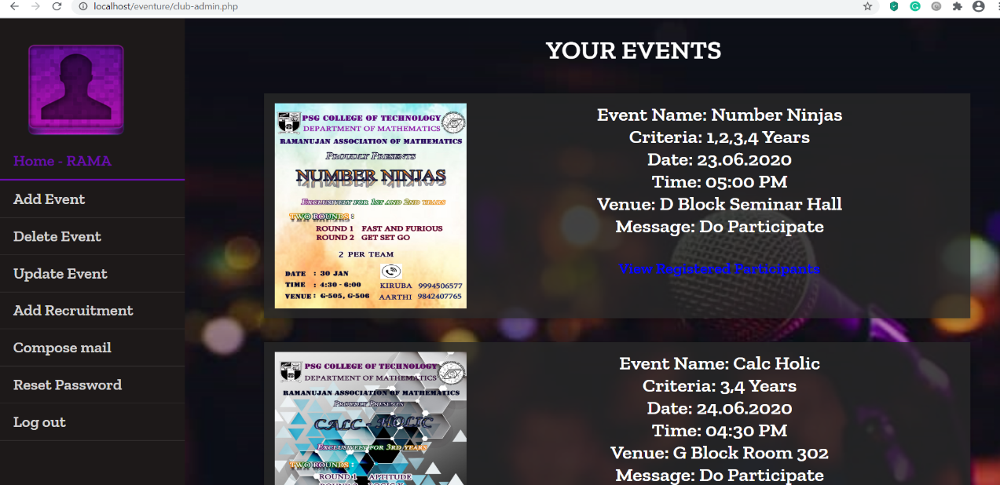 localhost/eventure/club-admin.php
YOUR EVENTS
Home - RAMA
Add Event
Delete Event
Update Event
Add Recruitment
Compose mail
Reset Password
Log out
PSG COLLEGE OF TECHNOLOGY
DEPARTMENT OF MATHEMATICS
RAMANUJAN ASSOCIATION OF MATHEMATICS
PROUDLY PRESENTS
NUMBER NINJAS
EXCLUSIVELY FOR 1ST AND 2ND YEARS
TWO ROUNDS :
ROUND 1 FAST AND FURIOUS
ROUND 2 GET SET GO
2 PER TEAM
DATE : 30 JAN
TIME : 4:30 - 6:00
VENUE : G-505, G-506
KIRUBA 9994506577
AARTHI 9842407765
Event Name: Number Ninjas
Criteria: 1,2,3,4 Years
Date: 23.06.2020
Time: 05:00 PM
Venue: D Block Seminar Hall
Message: Do Participate
View Registered Participants
PSG COLLEGE OF TECHNOLOGY
DEPARTMENT OF MATHEMATICS
RAMANUJAN ASSOCIATION OF MATHEMATICS
PROUDLY PRESENTS
CALC - HOLIC
EXCLUSIVELY FOR 3RD YEARS
TWO ROUNDS :
ROUND 1 APTITUDE
Event Name: Calc Holic
Criteria: 3,4 Years
Date: 24.06.2020
Time: 04:30 PM
Venue: G Block Room 302
Message: Do Participate